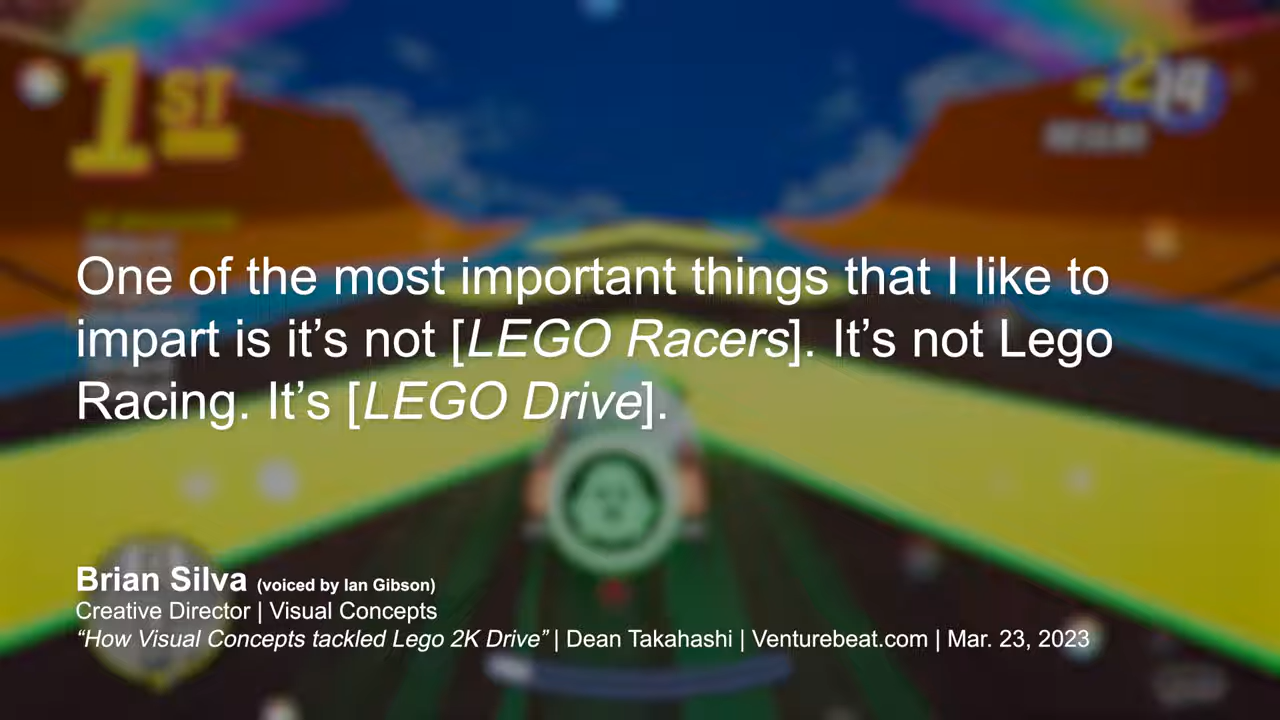 1ST
One of the most important things that I like to
impart is it’s not [LEGO Racers]. It’s not Lego
Racing. It’s [LEGO Drive].
Brian Silva (voiced by Ian Gibson)
Creative Director | Visual Concepts
“How Visual Concepts tackled Lego 2K Drive” | Dean Takahashi | Venturebeat.com | Mar. 23, 2023